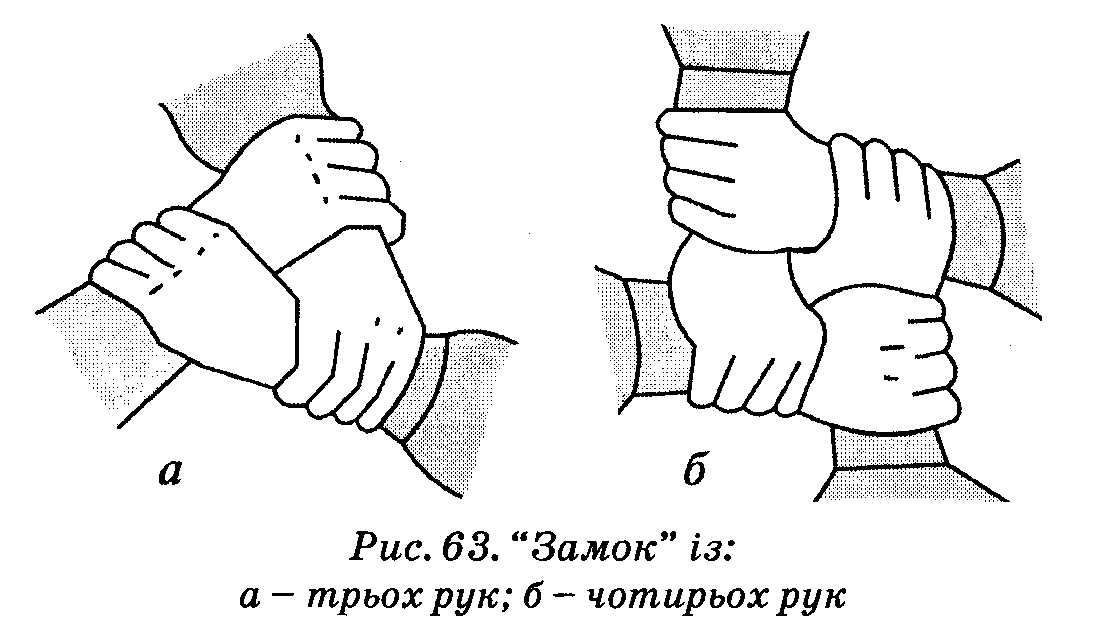 а
б
Рис. 63. “Замок” із:
а – трьох рук; б – чотирьох рук